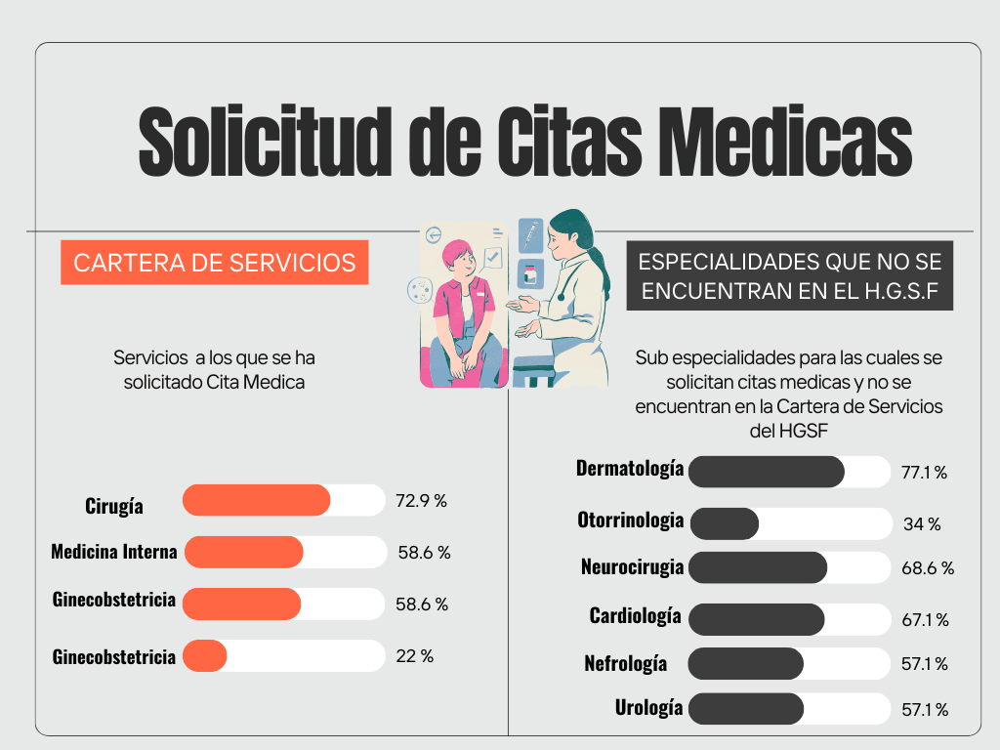 Solicitud de Citas Medicas
CARTERA DE SERVICIOS
Servicios a los que se ha
solicitado Cita Medica
Cirugía 72.9 %
Medicina Interna 58.6 %
Ginecobstetricia 58.6 %
Ginecobstetricia 22 %
ESPECIALIDADES QUE NO SE
ENCUENTRAN EN EL H.G.S.F
Sub especialidades para las cuales se
solicitan citas medicas y no se
encuentran en la Cartera de Servicios
del HGSF
Dermatología 77.1 %
Otorrinologia 34 %
Neurocirugia 68.6 %
Cardiología 67.1 %
Nefrología 57.1 %
Urología 57.1 %